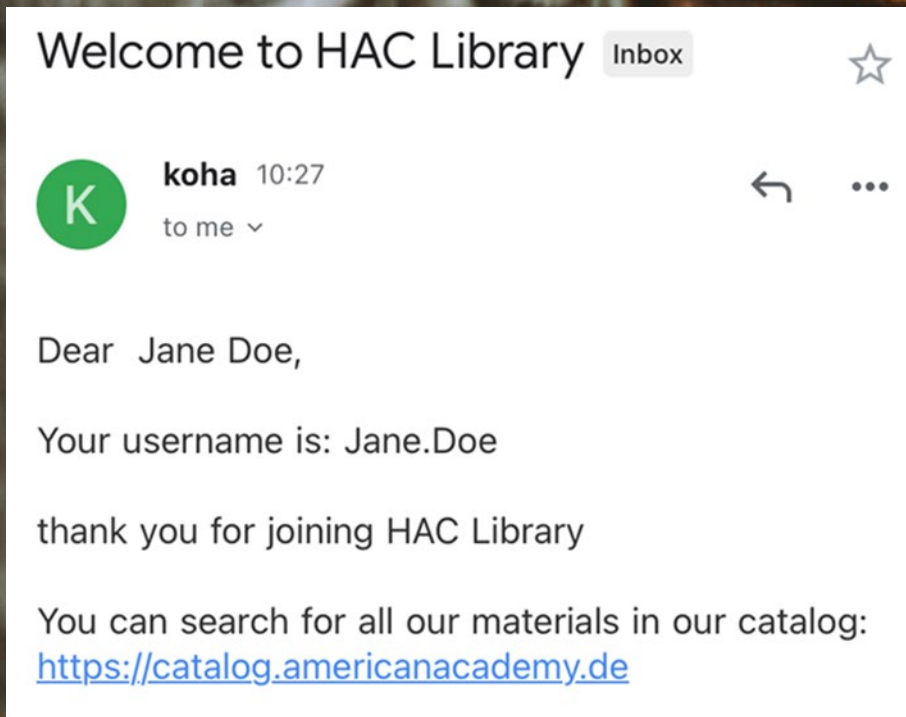 Welcome to HAC Library Inbox
K
koha 10:27
to me
Dear Jane Doe,
Your username is: Jane.Doe
thank you for joining HAC Library
You can search for all our materials in our catalog:
https://catalog.americanacademy.de